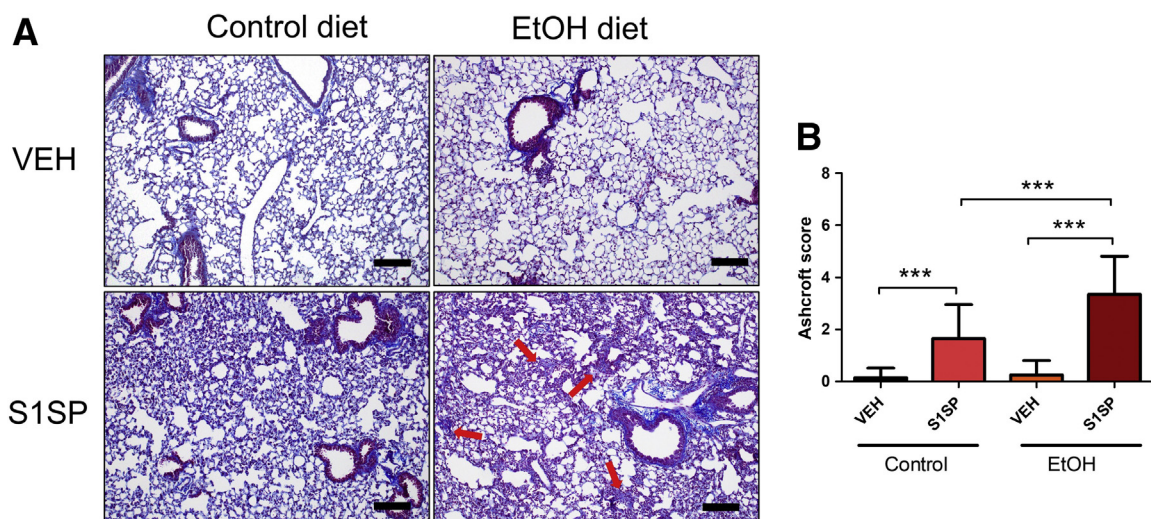 A
Control diet
EtOH diet
VEH
S1SP
B
Ashcroft score
8
6
4
2
0
***
***
***
VEH
S1SP
VEH
S1SP
Control
EtOH